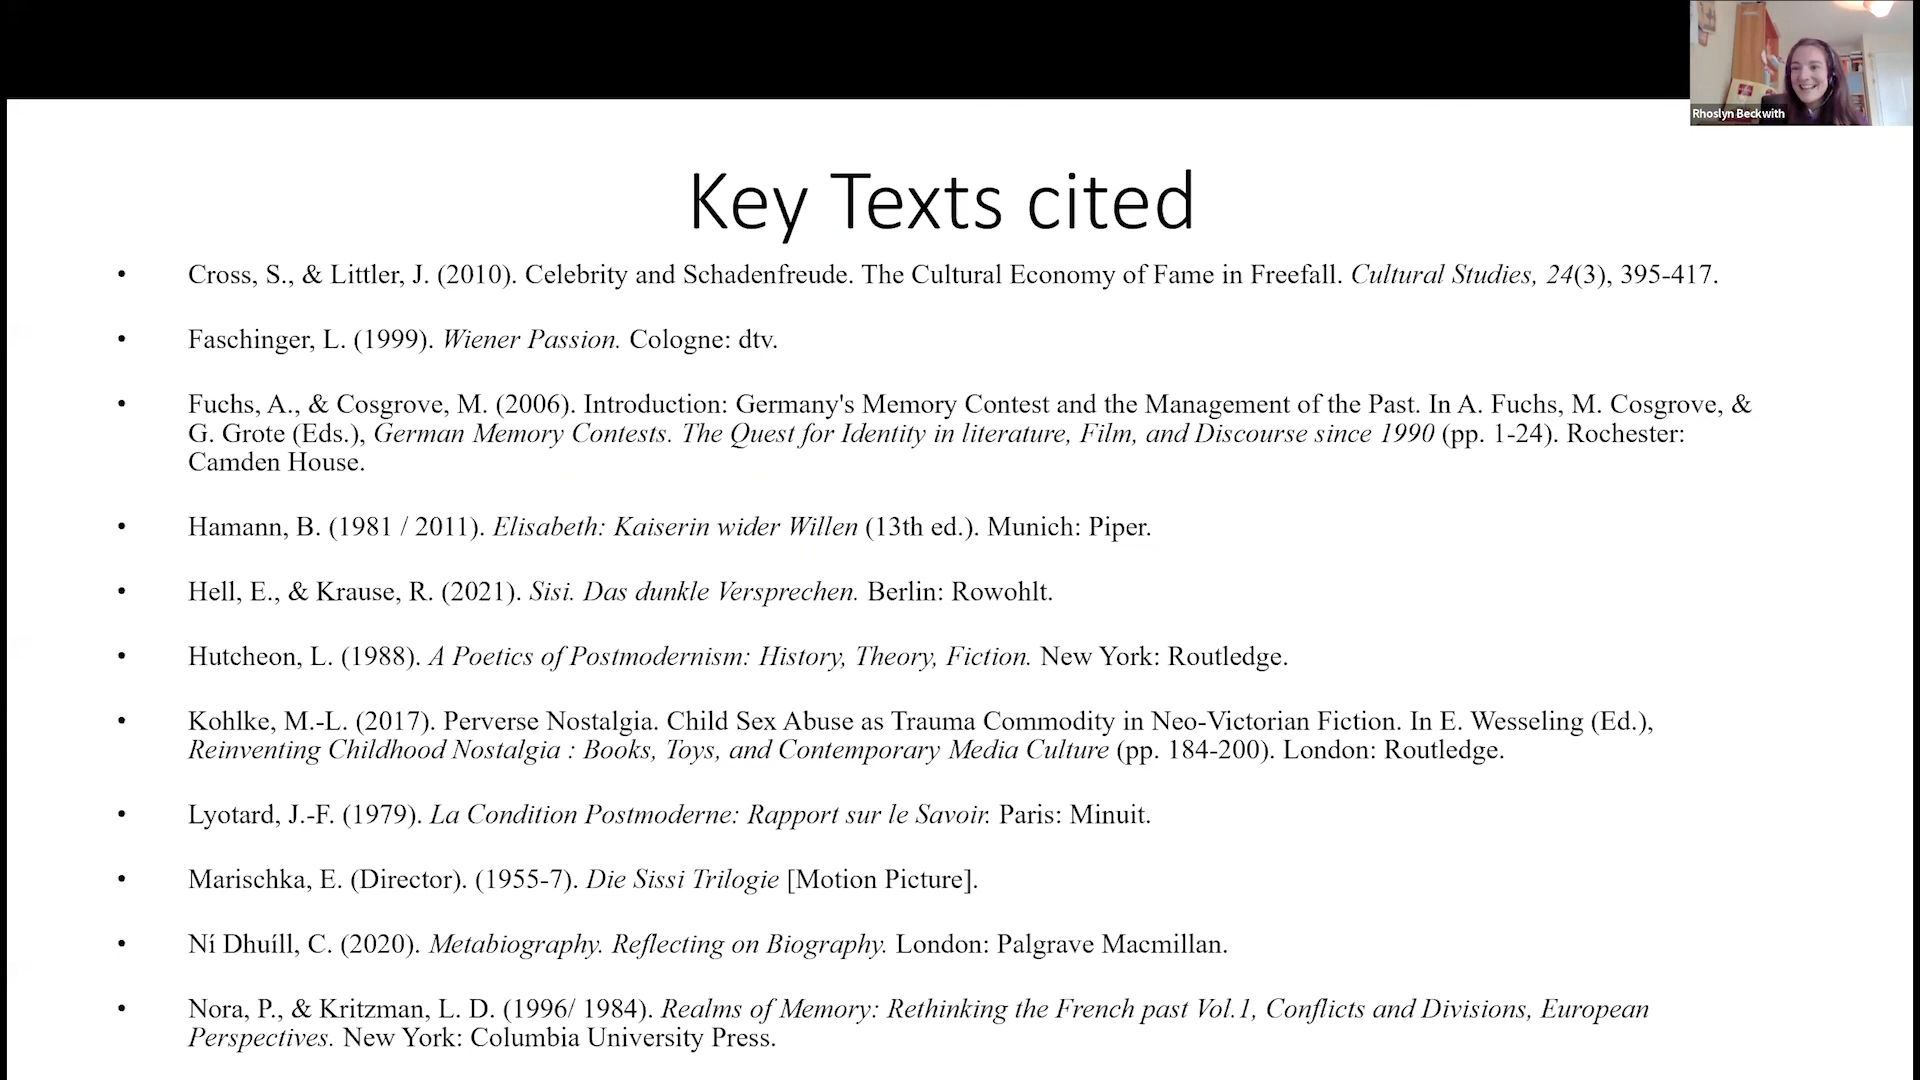 Rhoslyn Beckwith
Key Texts cited
• Cross, S., & Littler, J. (2010). Celebrity and Schadenfreude. The Cultural Economy of Fame in Freefall. Cultural Studies, 24(3), 395-417.
• Faschinger, L. (1999). Wiener Passion. Cologne: dtv.
• Fuchs, A., & Cosgrove, M. (2006). Introduction: Germany's Memory Contest and the Management of the Past. In A. Fuchs, M. Cosgrove, &
G. Grote (Eds.), German Memory Contests. The Quest for Identity in literature, Film, and Discourse since 1990 (pp. 1-24). Rochester:
Camden House.
• Hamann, B. (1981 / 2011). Elisabeth: Kaiserin wider Willen (13th ed.). Munich: Piper.
• Hell, E., & Krause, R. (2021). Sisi. Das dunkle Versprechen. Berlin: Rowohlt.
• Hutcheon, L. (1988). A Poetics of Postmodernism: History, Theory, Fiction. New York: Routledge.
• Kohlke, M.-L. (2017). Perverse Nostalgia. Child Sex Abuse as Trauma Commodity in Neo-Victorian Fiction. In E. Wesseling (Ed.),
Reinventing Childhood Nostalgia : Books, Toys, and Contemporary Media Culture (pp. 184-200). London: Routledge.
• Lyotard, J.-F. (1979). La Condition Postmoderne: Rapport sur le Savoir. Paris: Minuit.
• Marischka, E. (Director). (1955-7). Die Sissi Trilogie [Motion Picture].
• Ní Dhuíll, C. (2020). Metabiography. Reflecting on Biography. London: Palgrave Macmillan.
• Nora, P., & Kritzman, L. D. (1996/ 1984). Realms of Memory: Rethinking the French past Vol.1, Conflicts and Divisions, European
Perspectives. New York: Columbia University Press.